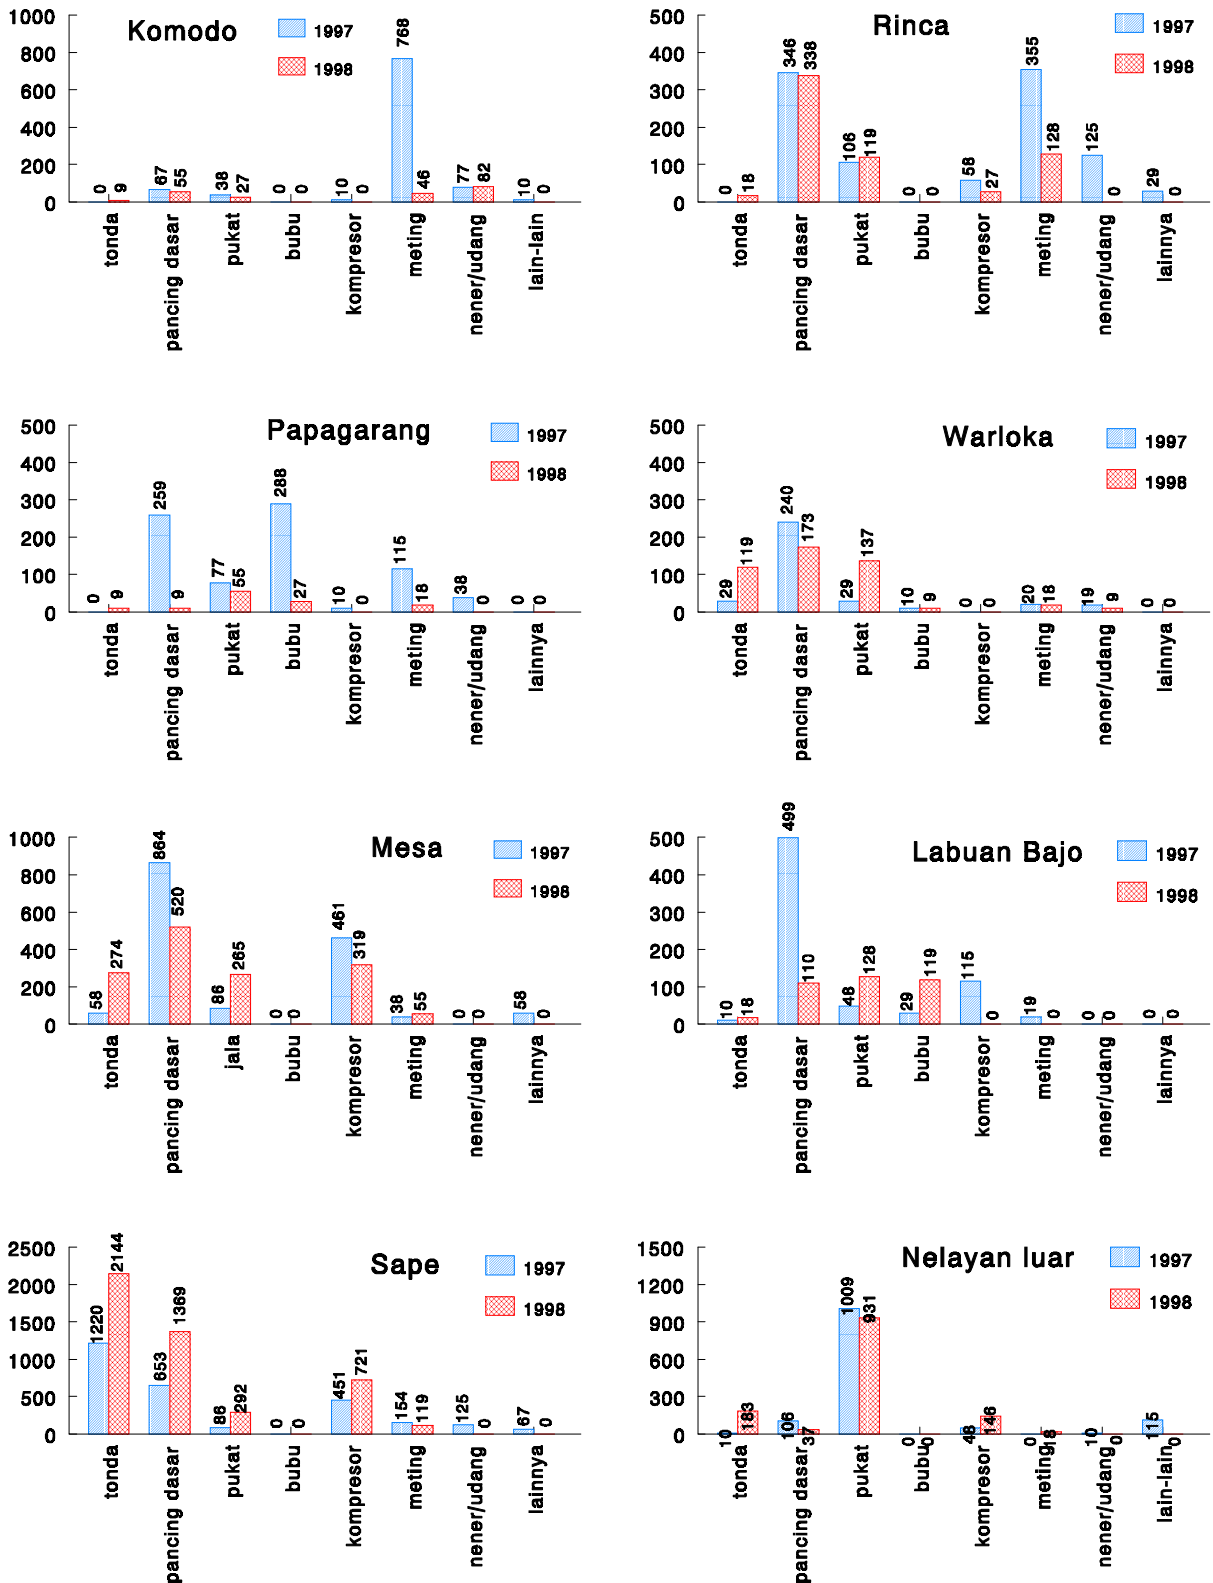 Komodo
1997
1998
1000
800
600
400
200
0
0 9 67 55 38 27 0 0 10 0 768 46 77 82 10 0
tonda
pancing dasar
pukat
bubu
kompresor
meting
nener/udang
lain-lain
Rinca
1997
1998
500
400
300
200
100
0
0 18 346 338 106 119 0 0 58 27 355 128 125 0 29 0
tonda
pancing dasar
pukat
bubu
kompresor
meting
nener/udang
lainnya
Papagarang
1997
1998
500
400
300
200
100
0
0 9 259 9 77 55 288 27 10 0 115 18 38 0 0 0
tonda
pancing dasar
pukat
bubu
kompresor
meting
nener/udang
lainnya
Warloka
1997
1998
500
400
300
200
100
0
29 119 240 173 29 137 10 9 0 0 20 18 19 9 0 0
tonda
pancing dasar
pukat
bubu
kompresor
meting
nener/udang
lainnya
Mesa
1997
1998
1000
800
600
400
200
0
58 274 864 520 86 265 0 0 461 319 38 55 0 0 58 0
tonda
pancing dasar
jala
bubu
kompresor
meting
nener/udang
lainnya
Labuan Bajo
1997
1998
500
400
300
200
100
0
10 18 499 110 48 128 29 119 115 0 19 0 0 0 0 0
tonda
pancing dasar
pukat
bubu
kompresor
meting
nener/udang
lainnya
Sape
1997
1998
2500
2000
1500
1000
500
0
1220 2144 653 1369 86 292 0 0 451 721 154 119 125 0 67 0
tonda
pancing dasar
pukat
bubu
kompresor
meting
nener/udang
lainnya
Nelayan luar
1997
1998
1500
1200
900
600
300
0
10 183 106 37 1009 931 0 0 48 146 0 18 10 0 115 0
tonda
pancing dasar
pukat
bubu
kompresor
meting
nener/udang
lain-lain